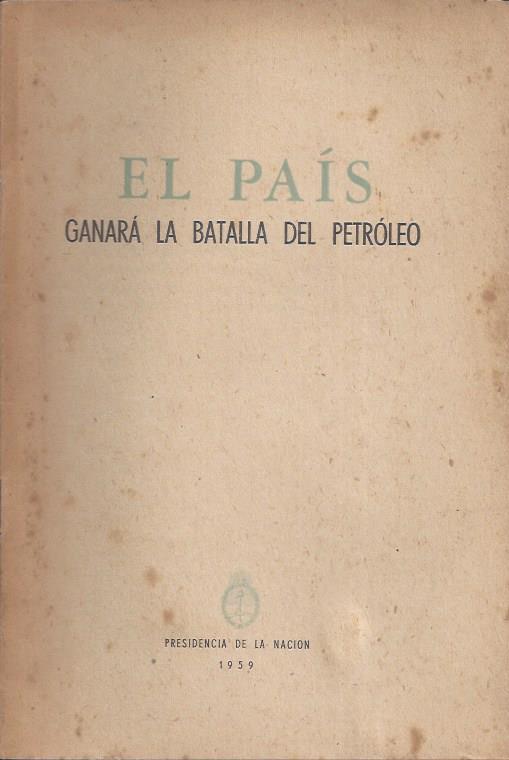 EL PAÍS
GANARÁ LA BATALLA DEL PETRÓLEO
PRESIDENCIA DE LA NACION
1959